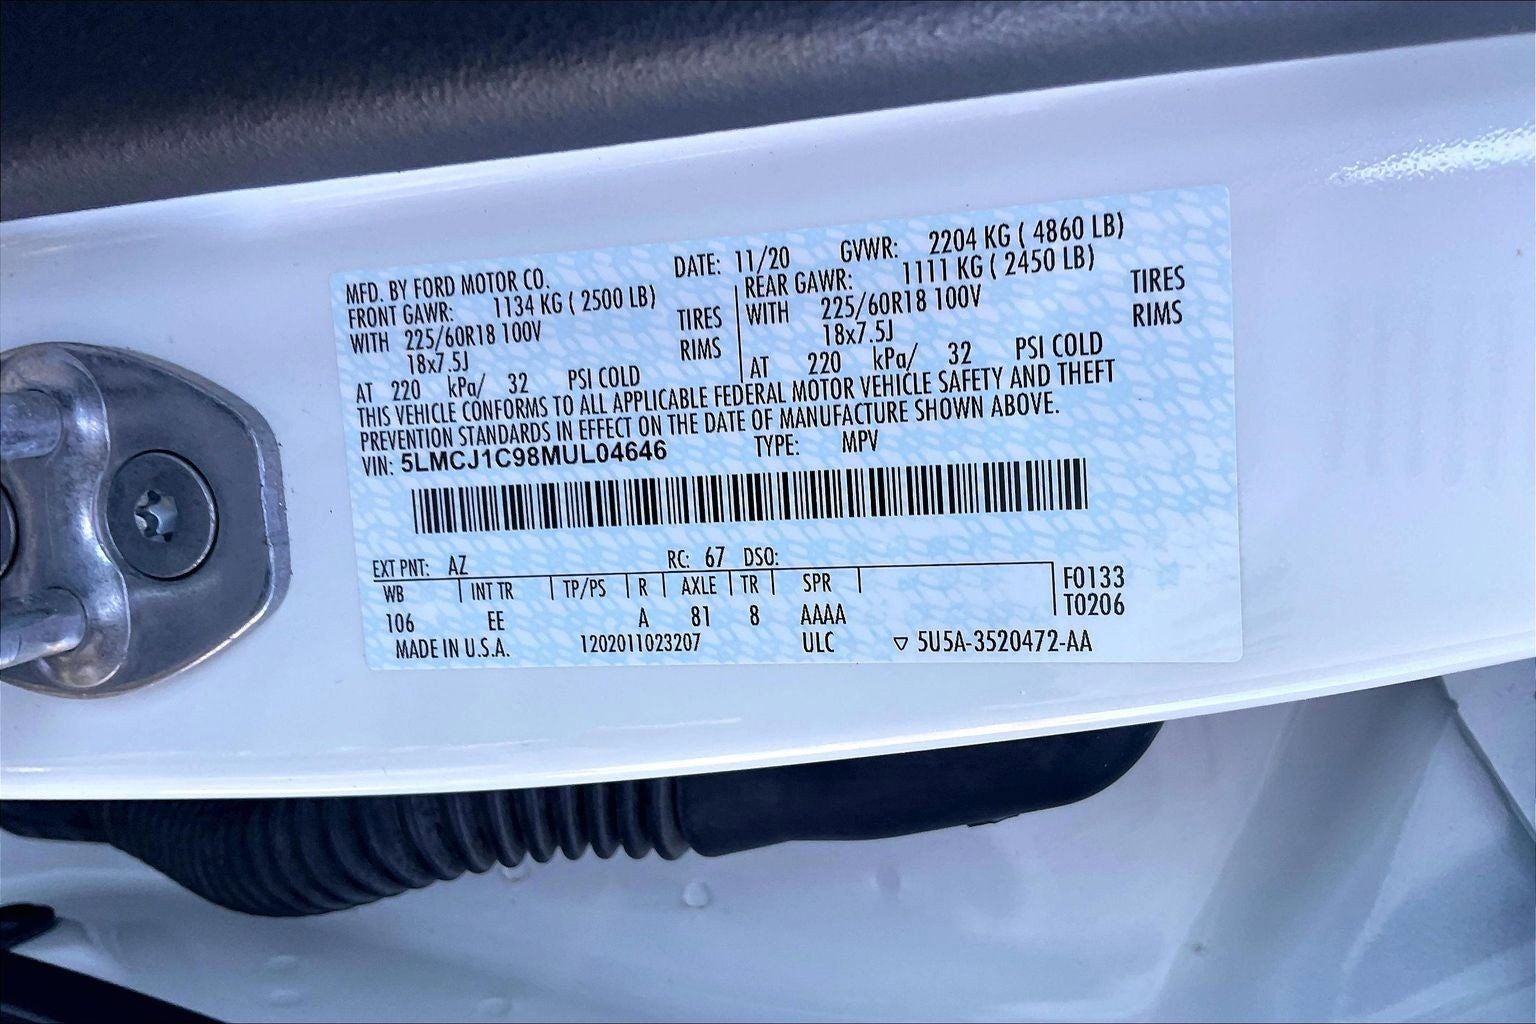 MFD. BY FORD MOTOR CO. DATE: 11/20 GVWR: 2204 KG ( 4860 LB)
FRONT GAWR: 1134 KG ( 2500 LB) REAR GAWR: 1111 KG ( 2450 LB)
WITH 225/60R18 100V TIRES WITH 225/60R18 100V TIRES
18x7.5J RIMS 18x7.5J RIMS
AT 220 kPa/ 32 PSI COLD AT 220 kPa/ 32 PSI COLD
THIS VEHICLE CONFORMS TO ALL APPLICABLE FEDERAL MOTOR VEHICLE SAFETY AND THEFT
PREVENTION STANDARDS IN EFFECT ON THE DATE OF MANUFACTURE SHOWN ABOVE.
VIN: 5LMCJ1C98MUL04646 TYPE: MPV
EXT PNT: AZ RC: 67 DSO:
WB INT TR TP/PS R AXLE TR SPR F0133
106 EE A 81 8 AAAA T0206
MADE IN U.S.A. 1202011023207 ULC ▽ 5U5A-3520472-AA